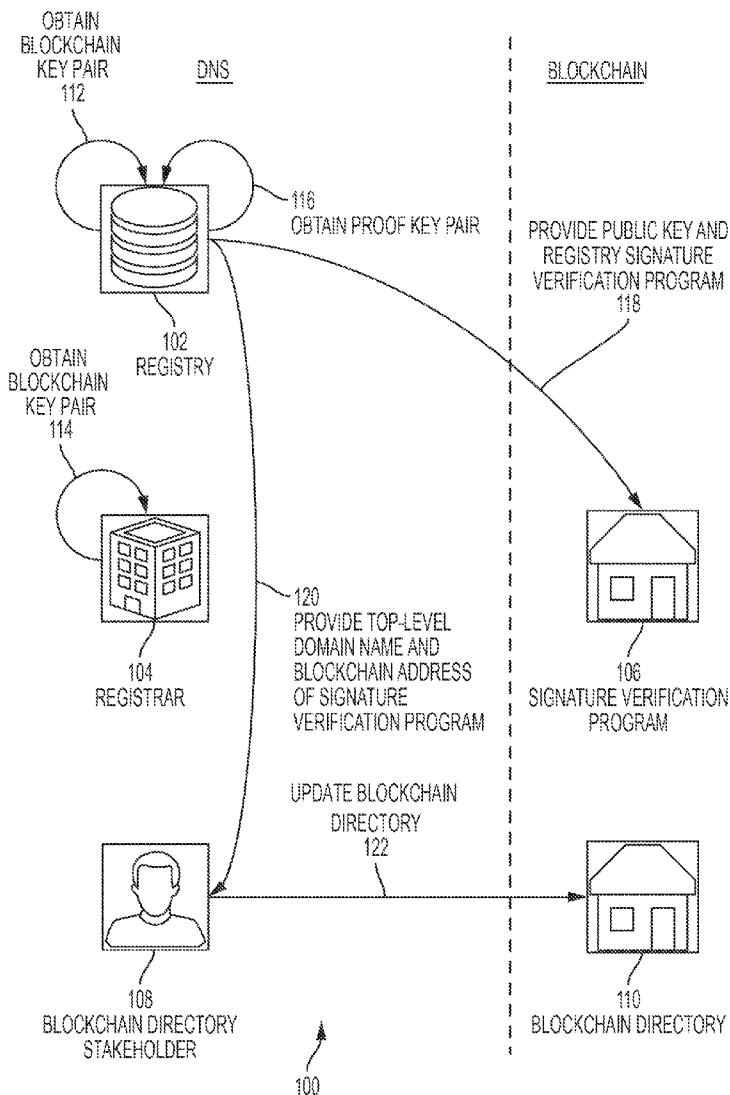 OBTAIN
BLOCKCHAIN
KEY PAIR
112
DNS
BLOCKCHAIN
116
OBTAIN PROOF KEY PAIR
PROVIDE PUBLIC KEY AND
REGISTRY SIGNATURE
VERIFICATION PROGRAM
118
102
REGISTRY
OBTAIN
BLOCKCHAIN
KEY PAIR
114
120
PROVIDE TOP-LEVEL
DOMAIN NAME AND
BLOCKCHAIN ADDRESS
OF SIGNATURE
VERIFICATION PROGRAM
104
REGISTRAR
106
SIGNATURE VERIFICATION
PROGRAM
UPDATE BLOCKCHAIN
DIRECTORY
122
108
BLOCKCHAIN DIRECTORY
STAKEHOLDER
110
BLOCKCHAIN DIRECTORY
100